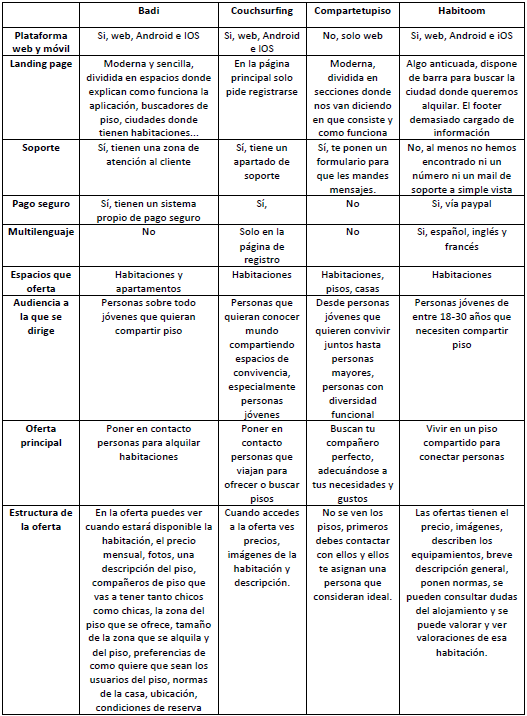 Badi Couchsurfing Compartetupiso Habitoom
Plataforma web y móvil
Si, web, Android e IOS
Si, web, Android e IOS
No, solo web
Si, web, Android e iOS
Landing page
Moderna y sencilla,
dividida en espacios donde
explican como funciona la
aplicación, buscadores de
piso, ciudades donde
tienen habitaciones...
En la página
principal solo
pide registrarse
Moderna,
dividida en
secciones donde
nos van diciendo
en que consiste y
como funciona
Algo anticuada, dispone
de barra para buscar la
ciudad donde queremos
alquilar. El footer
demasiado cargado de
información
Soporte
Sí, tienen una zona de
atención al cliente
Sí, tiene un
apartado de
soporte
Sí, te ponen un
formulario para
que les mandes
mensajes.
No, al menos no hemos
encontrado ni un
número ni un mail de
soporte a simple vista
Pago seguro
Sí, tienen un sistema
propio de pago seguro
Sí,
No
Si, vía paypal
Multilenguaje
No
Solo en la
página de
registro
No
Si, español, inglés y
francés
Espacios que
oferta
Habitaciones y
apartamentos
Habitaciones
Habitaciones,
pisos, casas
Habitaciones
Audiencia a
la que se
dirige
Personas sobre todo
jóvenes que quieran
compartir piso
Personas que
quieran conocer
mundo
compartiendo
espacios de
convivencia,
especialmente
personas
jóvenes
Desde personas
jóvenes que
quieren convivir
juntos hasta
personas
mayores,
personas con
diversidad
funcional
Personas jóvenes de
entre 18-30 años que
necesiten compartir
piso
Oferta
principal
Poner en contacto
personas para alquilar
habitaciones
Poner en
contacto
personas que
viajan para
ofrecer o buscar
pisos
Buscan tu
compañero
perfecto,
adecuándose a
tus necesidades y
gustos
Vivir en un piso
compartido para
conectar personas
Estructura de
la oferta
En la oferta puedes ver
cuando estará disponible la
habitación, el precio
mensual, fotos, una
descripción del piso,
compañeros de piso que
vas a tener tanto chicos
como chicas, la zona del
piso que se ofrece, tamaño
de la zona que se alquila y
del piso, preferencias de
como quiere que sean los
usuarios del piso, normas
de la casa, ubicación,
condiciones de reserva
Cuando accedes
a la oferta ves
precios,
imágenes de la
habitación y
descripción.
No se ven los
pisos, primeros
debes contactar
con ellos y ellos
te asignan una
persona que
consideran ideal.
Las ofertas tienen el
precio, imágenes,
describen los
equipamientos, breve
descripción general,
ponen normas, se
pueden consultar dudas
del alojamiento y se
puede valorar y ver
valoraciones de esa
habitación.